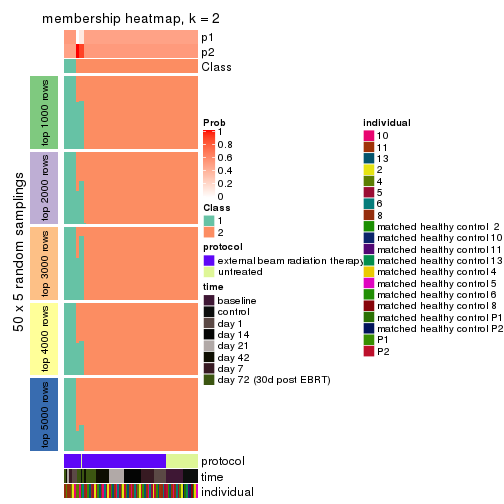 membership heatmap, k = 2
p1
p2
Class
50 x 5 random samplings
top 1000 rows
top 2000 rows
top 3000 rows
top 4000 rows
top 5000 rows
protocol
time
individual
Prob
1
0.8
0.6
0.4
0.2
0
Class
1
2
protocol
external beam radiation therapy
untreated
time
baseline
control
day 1
day 14
day 21
day 42
day 7
day 72 (30d post EBRT)
individual
10
11
13
2
4
5
6
8
matched healthy control  2
matched healthy control 10
matched healthy control 11
matched healthy control 13
matched healthy control 4
matched healthy control 5
matched healthy control 6
matched healthy control 8
matched healthy control P1
matched healthy control P2
P1
P2